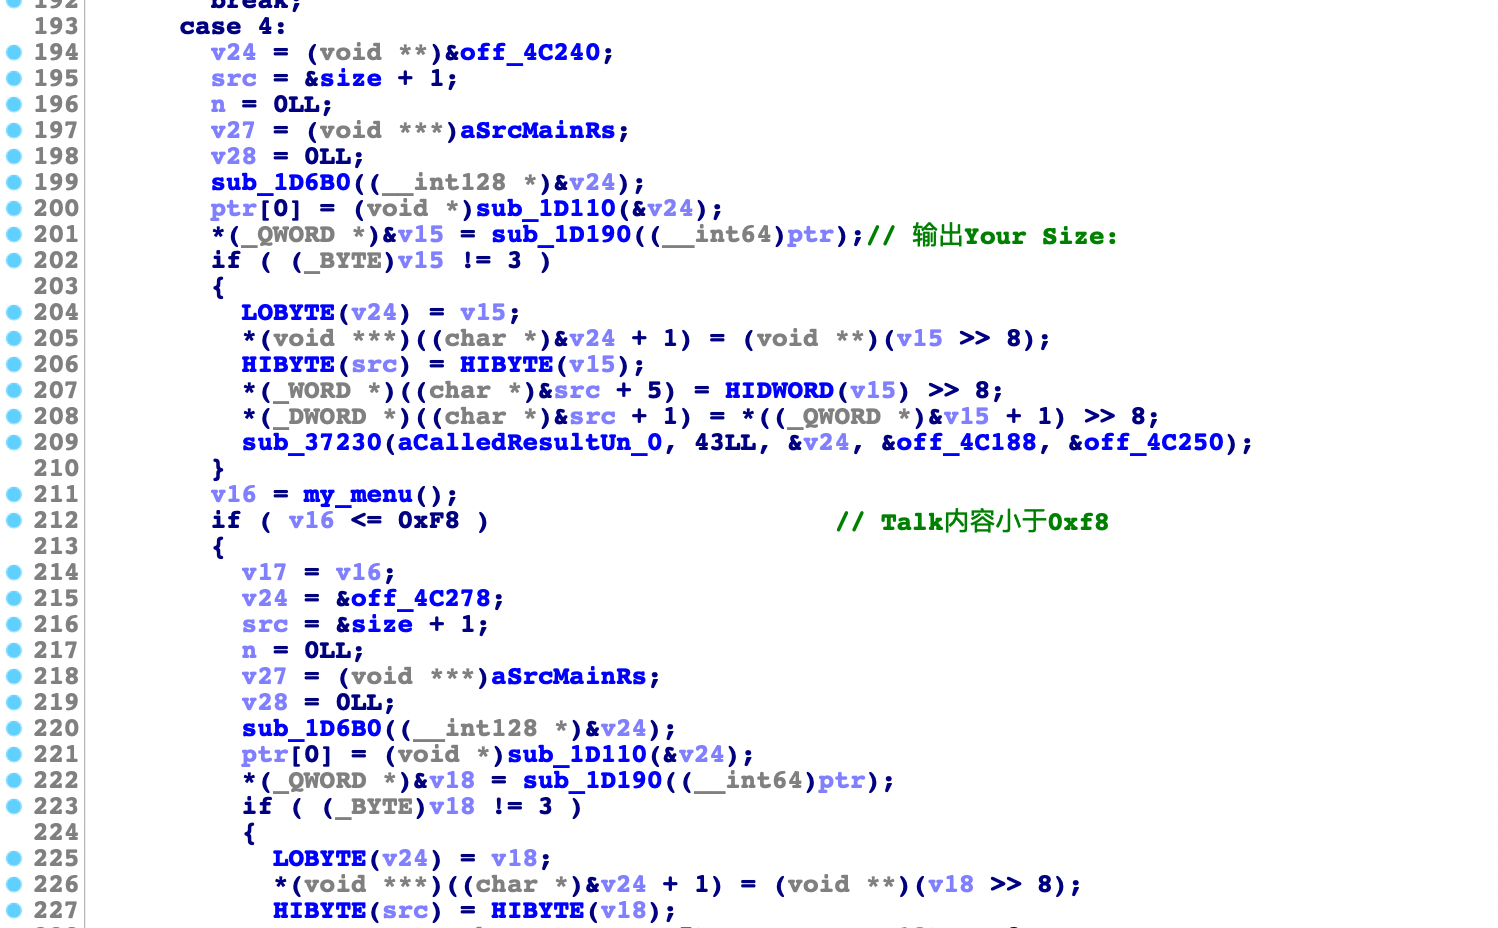 192 break;
193 case 4:
194 v24 = (void **)&off_4C240;
195 src = &size + 1;
196 n = 0LL;
197 v27 = (void ***)aSrcMainRs;
198 v28 = 0LL;
199 sub_1D6B0((__int128 *)&v24);
200 ptr[0] = (void *)sub_1D110(&v24);
201 *(_QWORD *)&v15 = sub_1D190((__int64)ptr);// 输出Your Size:
202 if ( (_BYTE)v15 != 3 )
203 {
204 LOBYTE(v24) = v15;
205 *(void ***)((char *)&v24 + 1) = (void **)(v15 >> 8);
206 HIBYTE(src) = HIBYTE(v15);
207 *(_WORD *)((char *)&src + 5) = HIDWORD(v15) >> 8;
208 *(_DWORD *)((char *)&src + 1) = *((_QWORD *)&v15 + 1) >> 8;
209 sub_37230(aCalledResultUn_0, 43LL, &v24, &off_4C188, &off_4C250);
210 }
211 v16 = my_menu();
212 if ( v16 <= 0xF8 ) // Talk内容小于0xf8
213 {
214 v17 = v16;
215 v24 = &off_4C278;
216 src = &size + 1;
217 n = 0LL;
218 v27 = (void ***)aSrcMainRs;
219 v28 = 0LL;
220 sub_1D6B0((__int128 *)&v24);
221 ptr[0] = (void *)sub_1D110(&v24);
222 *(_QWORD *)&v18 = sub_1D190((__int64)ptr);
223 if ( (_BYTE)v18 != 3 )
224 {
225 LOBYTE(v24) = v18;
226 *(void ***)((char *)&v24 + 1) = (void **)(v18 >> 8);
227 HIBYTE(src) = HIBYTE(v18);